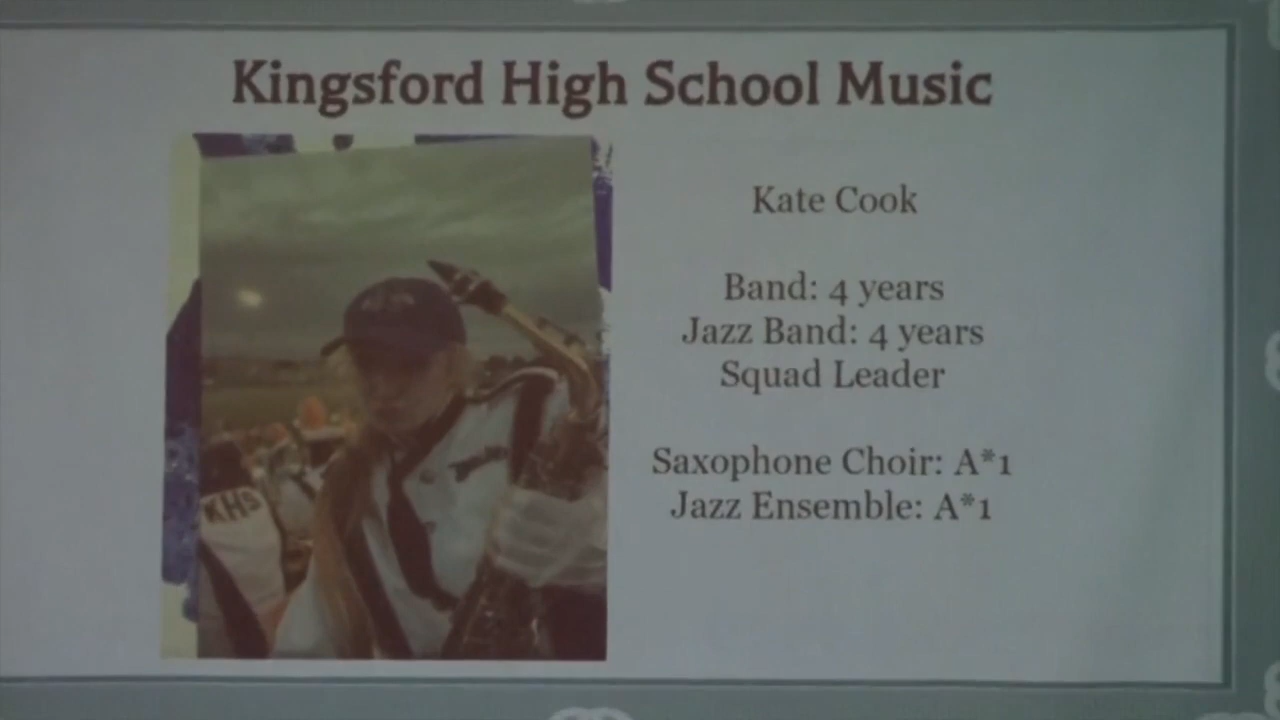 Kingsford High School Music
Kate Cook
Band: 4 years
Jazz Band: 4 years
Squad Leader
Saxophone Choir: A*1
Jazz Ensemble: A*1
KHS